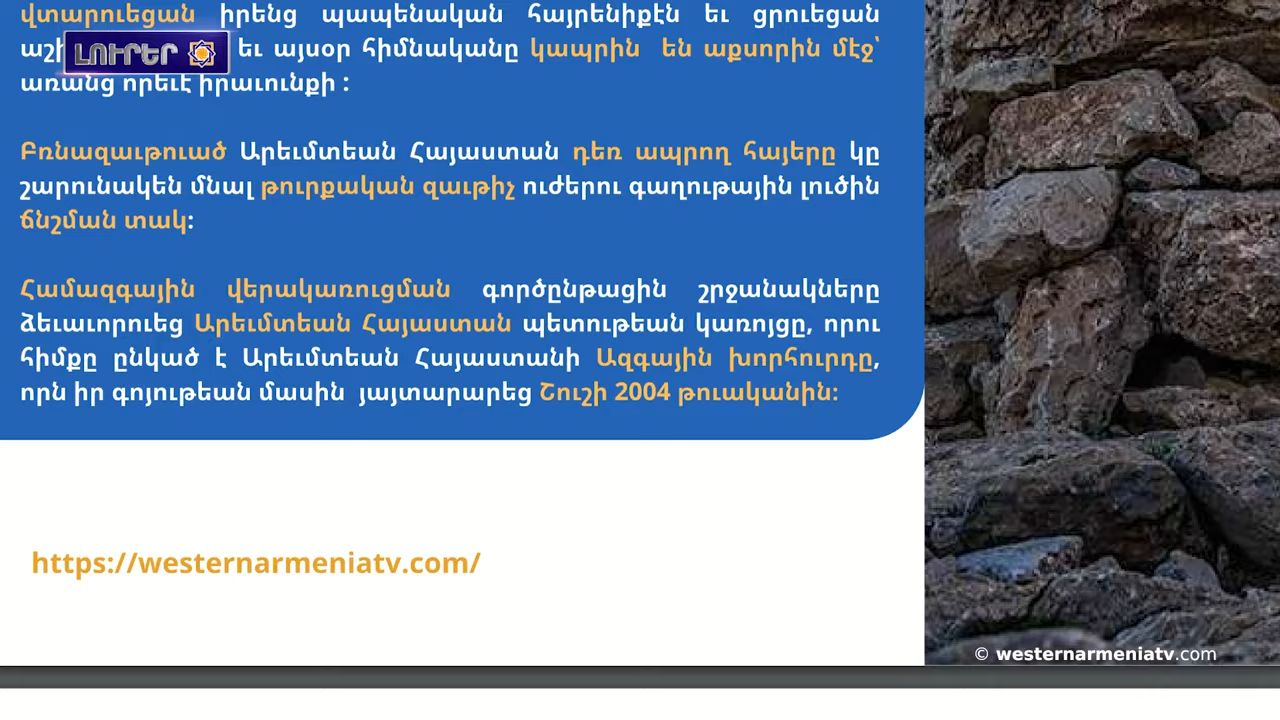 վտարուեցան իրենց պապենական հայրենիքէն եւ ցրուեցան
ԼՈՒՐԵՐ
եւ այսօր հիմնականը կապրին են աքսորին մէջ՝
առանց որեւէ իրաւունքի :
Բռնազաւթուած Արեւմտեան Հայաստան դեռ ապրող հայերը կը
շարունակեն մնալ թուրքական զաւթիչ ուժերու գաղութային լուծին
ճնշման տակ:
Համազգային վերակառուցման գործընթացին շրջանակները
ձեւաւորուեց Արեւմտեան Հայաստան պետութեան կառոյցը, որու
հիմքը ընկած է Արեւմտեան Հայաստանի Ազգային խորհուրդը,
որն իր գոյութեան մասին յայտարարեց Շուշի 2004 թուականին:
https://westernarmeniatv.com/
© westernarmeniatv.com